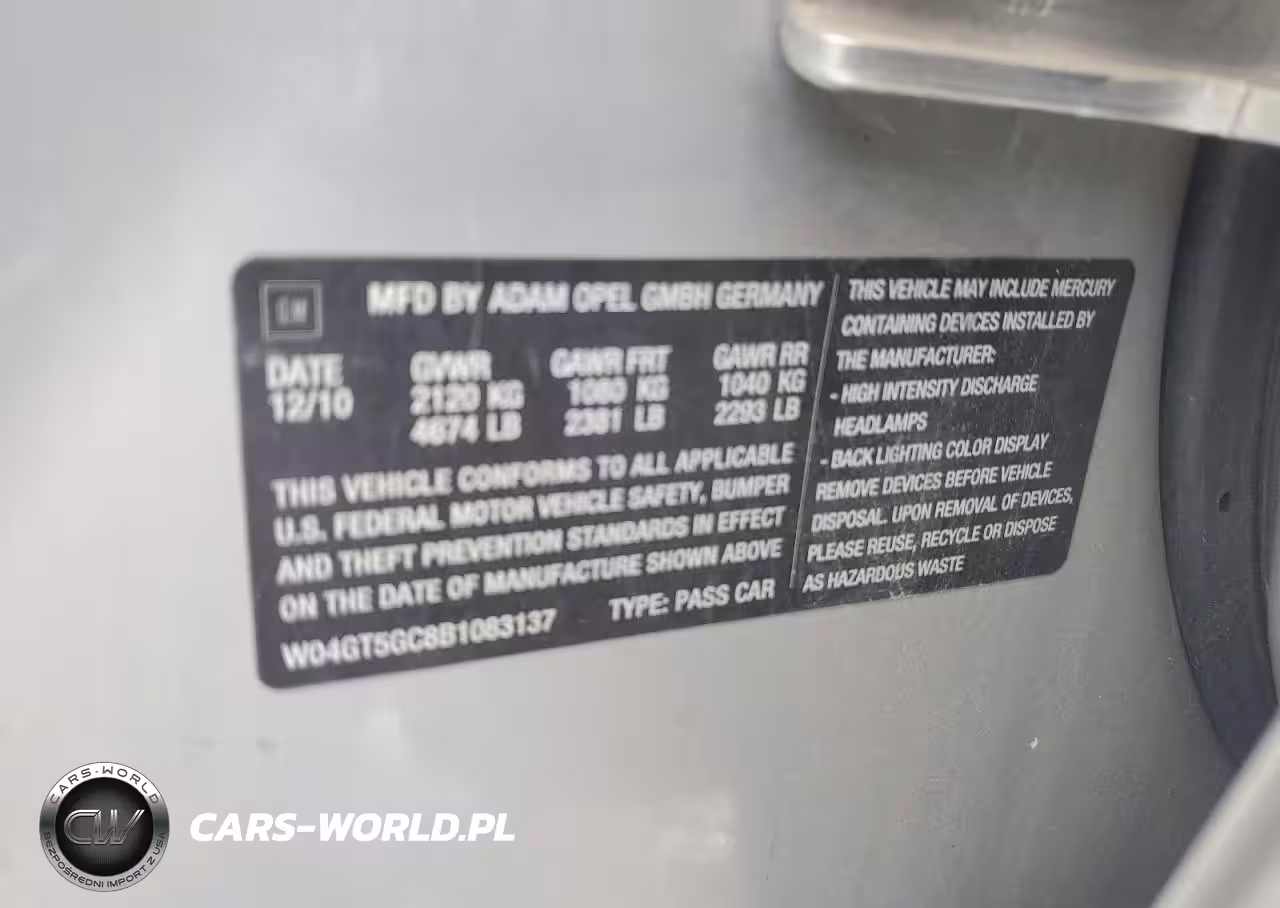 GM
MFD BY ADAM OPEL GMBH GERMANY
DATE GVWR GAWR FRT GAWR RR
12/10 2120 KG 1080 KG 1040 KG
4674 LB 2381 LB 2293 LB
THIS VEHICLE CONFORMS TO ALL APPLICABLE
U.S. FEDERAL MOTOR VEHICLE SAFETY, BUMPER
AND THEFT PREVENTION STANDARDS IN EFFECT
ON THE DATE OF MANUFACTURE SHOWN ABOVE
W04GT5GC8B1083137 TYPE: PASS CAR
THIS VEHICLE MAY INCLUDE MERCURY
CONTAINING DEVICES INSTALLED BY
THE MANUFACTURER:
- HIGH INTENSITY DISCHARGE
HEADLAMPS
- BACK LIGHTING COLOR DISPLAY
REMOVE DEVICES BEFORE VEHICLE
DISPOSAL. UPON REMOVAL OF DEVICES,
PLEASE REUSE, RECYCLE OR DISPOSE
AS HAZARDOUS WASTE
CARS-WORLD
CW
BEZPOŚREDNI IMPORT Z USA
CARS-WORLD.PL